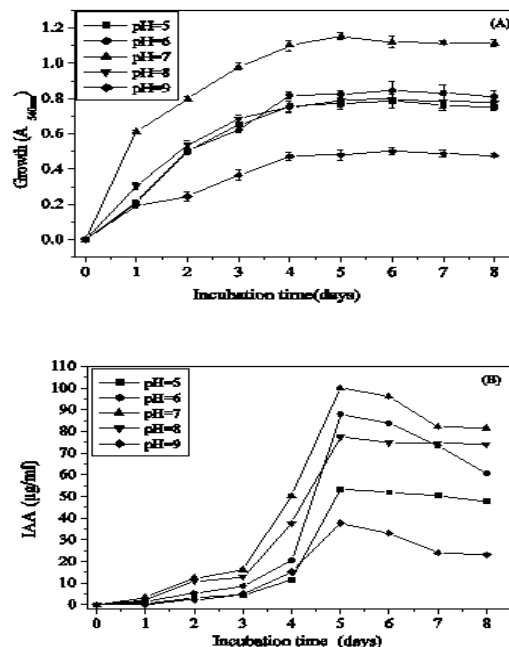 (A)
pH=5
pH=6
pH=7
pH=8
pH=9
1.2
1.0
0.8
0.6
0.4
0.2
0.0
Growth (A 560nm)
0 1 2 3 4 5 6 7 8
Incubation time(days)
(B)
pH=5
pH=6
pH=7
pH=8
pH=9
110
100
90
80
70
60
50
40
30
20
10
0
IAA (µg/ml)
0 1 2 3 4 5 6 7 8
Incubation time (days)